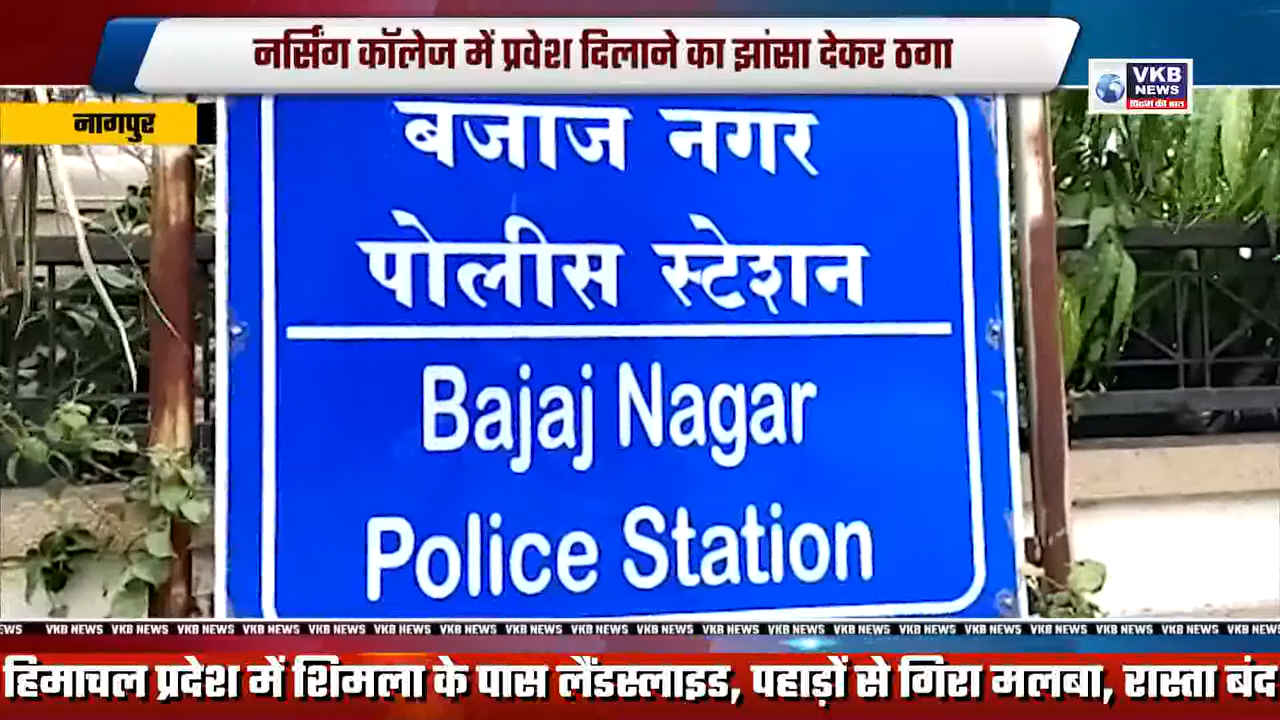 नर्सिंग कॉलेज में प्रवेश दिलाने का झांसा देकर ठगा
VKB
NEWS
विदर्भ की बात
नागपुर
बजाज नगर
पोलीस स्टेशन
Bajaj Nagar
Police Station
EWS VKB NEWS VKB NEWS VKB NEWS VKB NEWS VKB NEWS VKB NEWS VKB NEWS VKB NEWS VKB NEWS VKB NEWS VKB NEWS VKB NEWS VKB NEWS VKB NEWS VKB NEWS VKB NEWS VKB NEWS VKB NEWS VKB NEW
हिमाचल प्रदेश में शिमला के पास लैंडस्लाइड, पहाड़ों से गिरा मलबा, रास्ता बंद